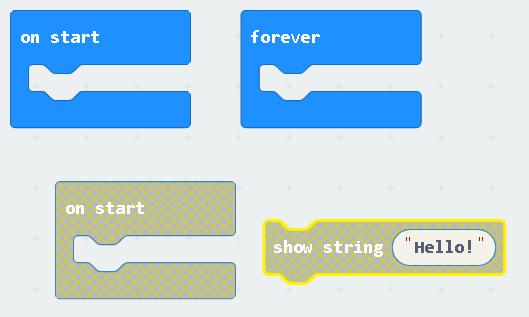 on start
forever
on start
show string "Hello!"